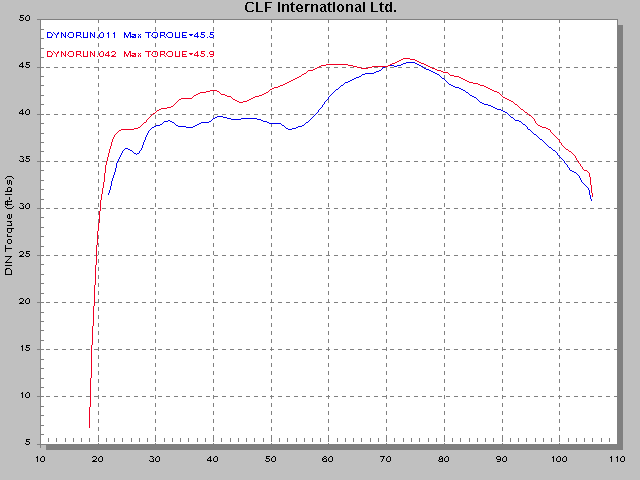 CLF International Ltd.
DYNORUN.011 Max TORQUE=45.5
DYNORUN.042 Max TORQUE=45.9
DIN Torque (ft-lbs)
50
45
40
35
30
25
20
15
10
5
10 20 30 40 50 60 70 80 90 100 110